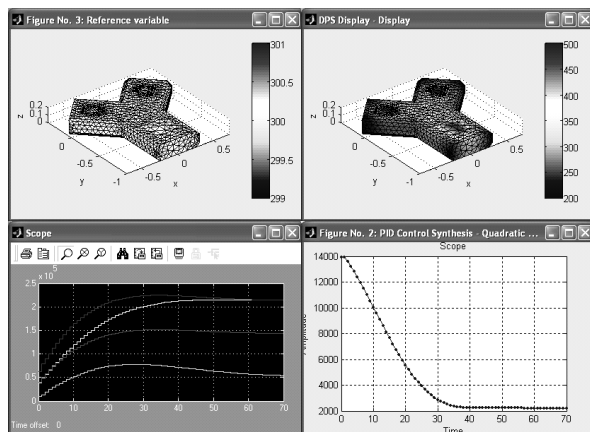 Figure No. 3: Reference variable
301
300.5
300
299.5
299
0.2
0.1
0
z
0
-0.5
-1
y
-0.5
0
0.5
x
DPS Display - Display
500
450
400
350
300
250
200
0.2
0.1
0
z
0
-0.5
-1
y
-0.5
0
0.5
x
Scope
x 10
5
2.5
2
1.5
1
0.5
0
0 10 20 30 40 50 60 70
Time offset: 0
Figure No. 2: PID Control Synthesis - Quadratic ...
Scope
14000
12000
10000
8000
6000
4000
2000
0 10 20 30 40 50 60 70
Time